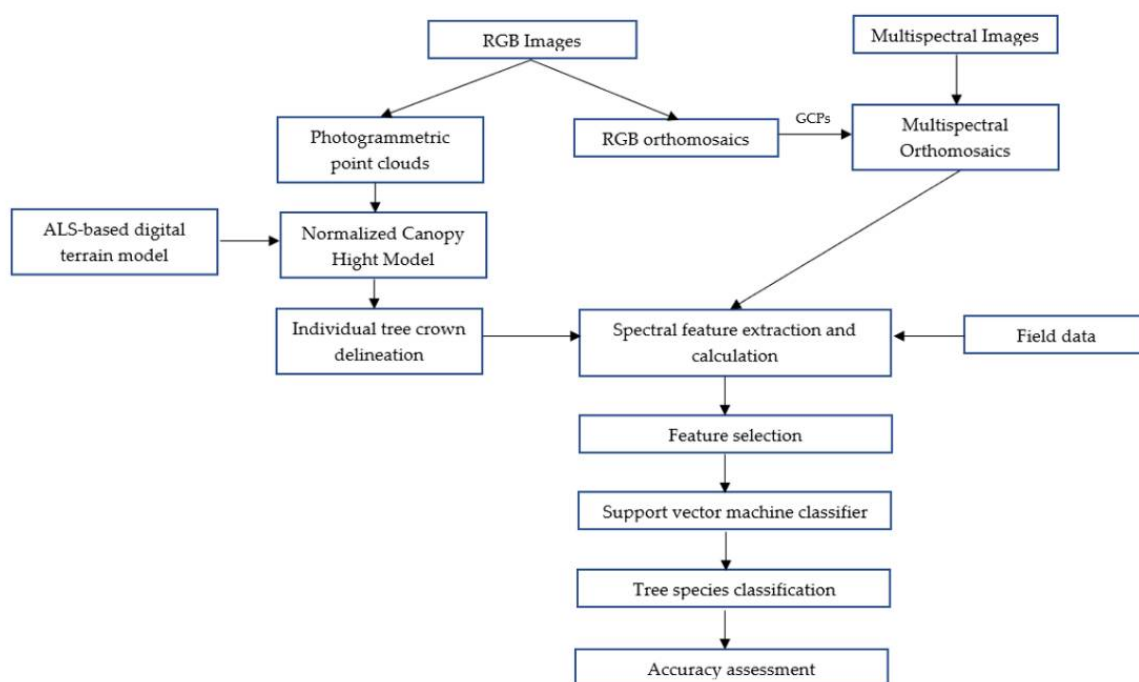 RGB Images
Multispectral Images
Photogrammetric
point clouds
RGB orthomosaics
GCPs
Multispectral
Orthomosaics
ALS-based digital
terrain model
Normalized Canopy
Hight Model
Individual tree crown
delineation
Spectral feature extraction and
calculation
Field data
Feature selection
Support vector machine classifier
Tree species classification
Accuracy assessment